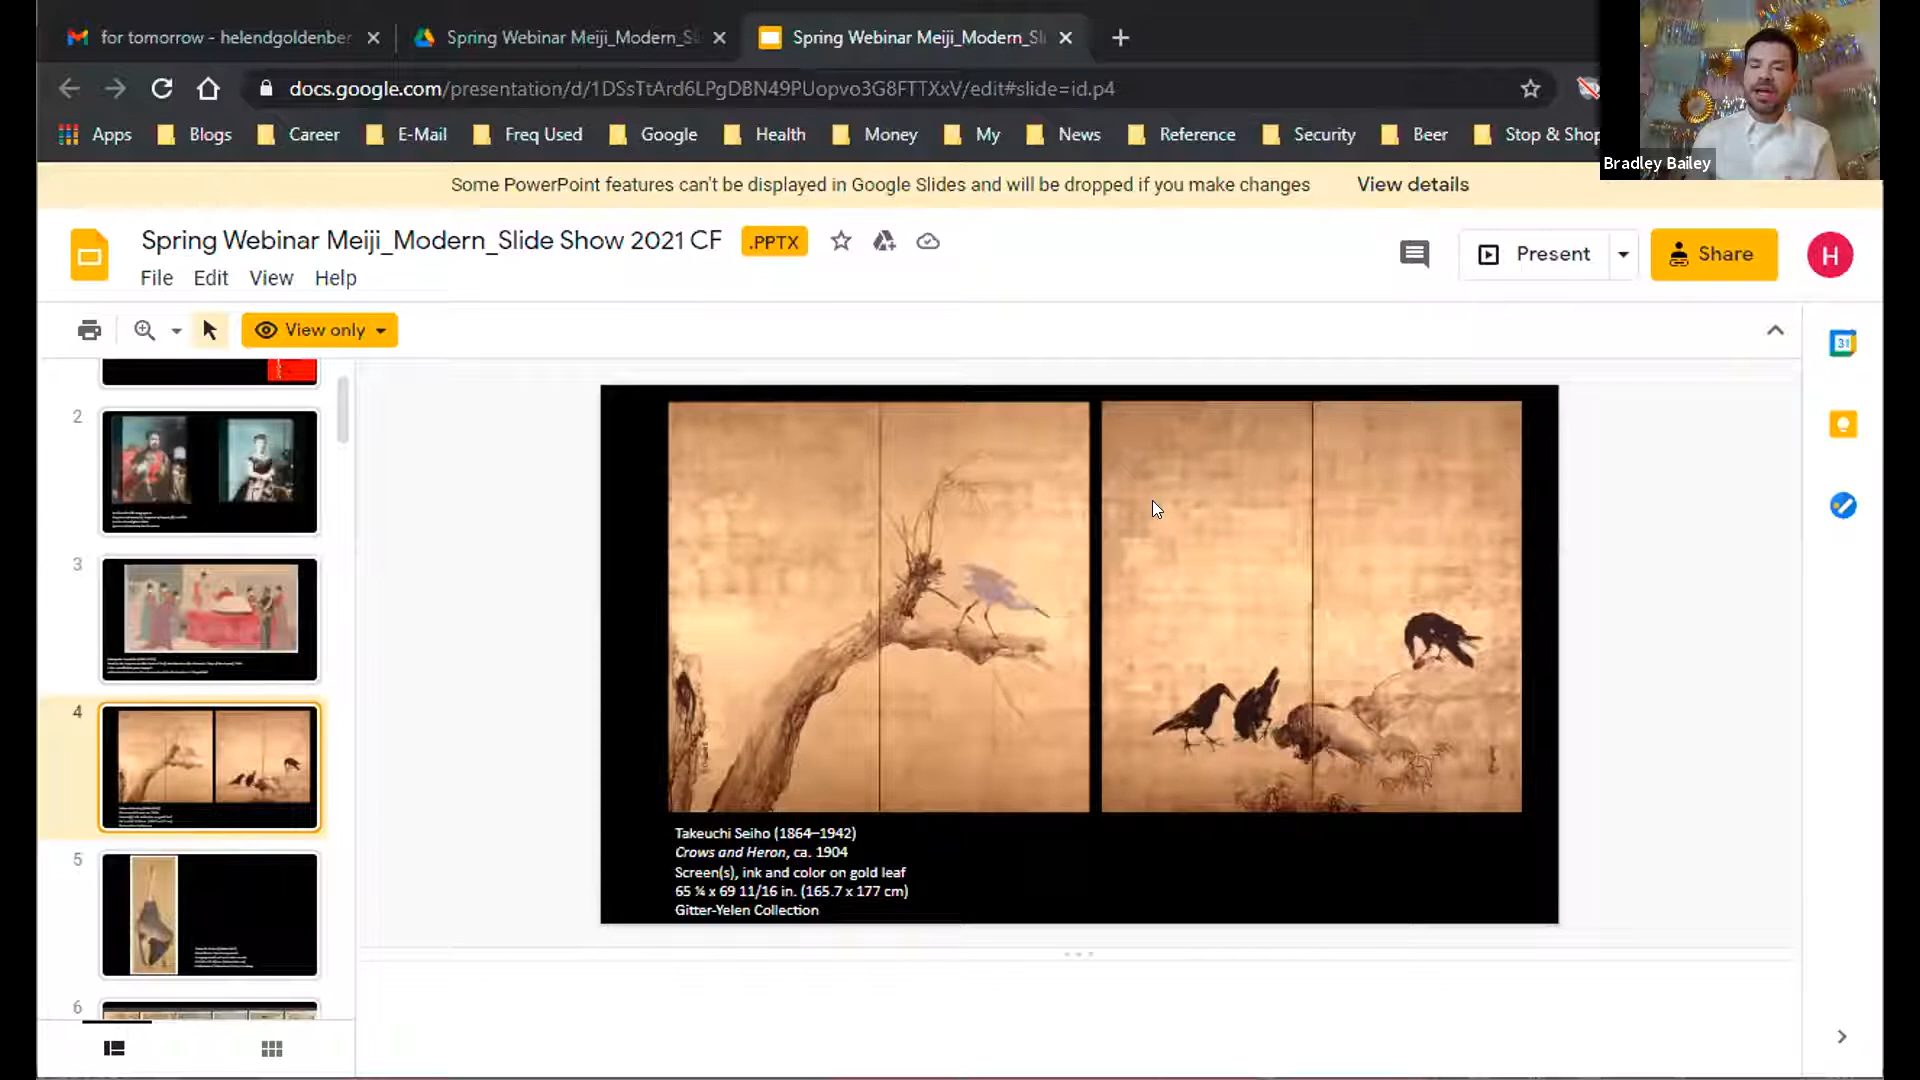 for tomorrow - helendgoldenbe
Spring Webinar Meiji_Modern_S
Spring Webinar Meiji_Modern_Sl
docs.google.com/presentation/d/1DSsTtArd6LPgDBN49PUopvo3G8FTTXxV/edit#slide=id.p4
Apps Blogs Career E-Mail Freq Used Google Health Money My News Reference Security Beer Stop & Shop
Bradley Bailey
Some PowerPoint features can't be displayed in Google Slides and will be dropped if you make changes View details
Spring Webinar Meiji_Modern_Slide Show 2021 CF .PPTX
Present Share H
File Edit View Help
View only
31
2
3
4
5
6
Takeuchi Seiho (1864–1942)
Crows and Heron, ca. 1904
Screen(s), ink and color on gold leaf
65 ¾ x 69 11/16 in. (165.7 x 177 cm)
Gitter-Yelen Collection